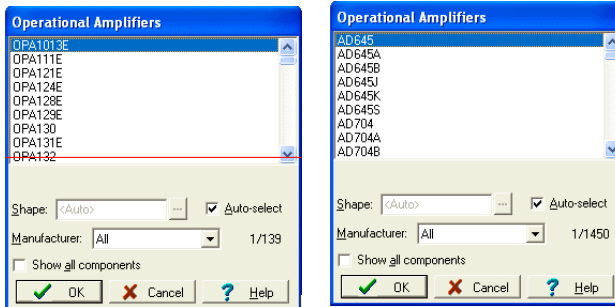 Operational Amplifiers
OPA1013E
OPA111E
OPA121E
OPA124E
OPA128E
OPA129E
OPA130
OPA131E
OPA132
Shape: <Auto> ... Auto-select
Manufacturer: All 1/139
Show all components
OK Cancel ? Help
Operational Amplifiers
AD645
AD645A
AD645B
AD645J
AD645K
AD645S
AD704
AD704A
AD704B
Shape: <Auto> ... Auto-select
Manufacturer: All 1/1450
Show all components
OK Cancel ? Help